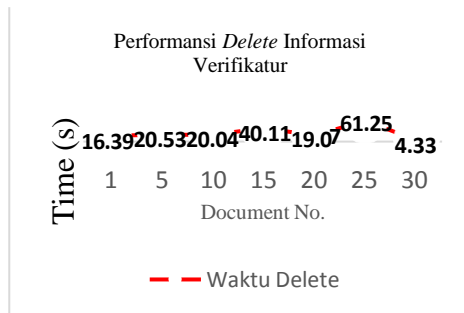 Performansi Delete Informasi
Verifikatur
Time (s)
16.39 20.53 20.04 40.11 19.07 61.25 4.33
1 5 10 15 20 25 30
Document No.
Waktu Delete